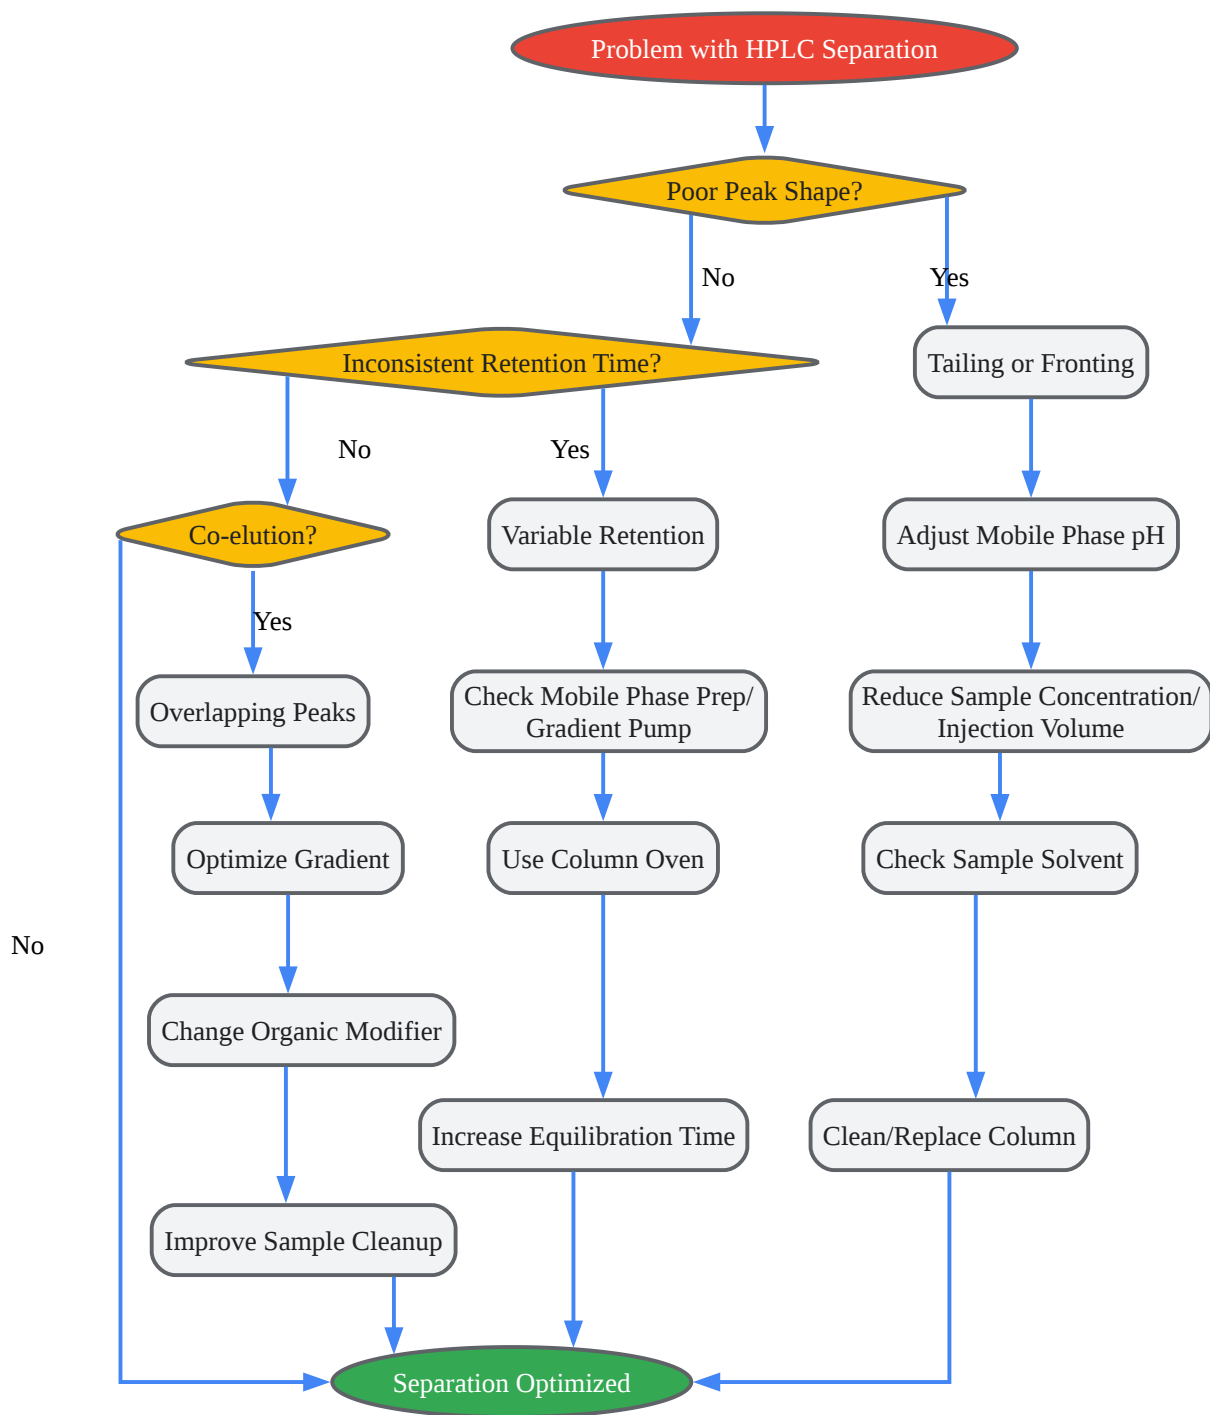 Problem with HPLC Separation
Poor Peak Shape?
No
Yes
Inconsistent Retention Time?
Tailing or Fronting
No
Yes
Co-elution?
Variable Retention
Adjust Mobile Phase pH
Yes
Overlapping Peaks
Check Mobile Phase Prep/
Gradient Pump
Reduce Sample Concentration/
Injection Volume
Optimize Gradient
Use Column Oven
Check Sample Solvent
No
Change Organic Modifier
Increase Equilibration Time
Clean/Replace Column
Improve Sample Cleanup
Separation Optimized